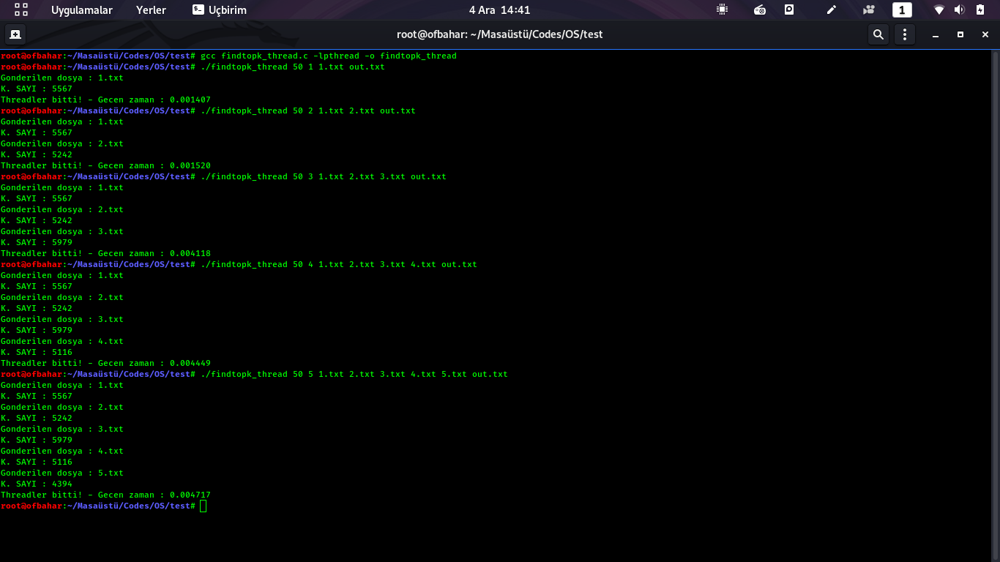 Uygulamalar Yerler Uçbirim 4 Ara 14:41 1
root@ofbahar: ~/Masaüstü/Codes/OS/test
root@ofbahar:~/Masaüstü/Codes/OS/test# gcc findtopk_thread.c -lpthread -o findtopk_thread
root@ofbahar:~/Masaüstü/Codes/OS/test# ./findtopk_thread 50 1 1.txt out.txt
Gonderilen dosya : 1.txt
K. SAYI : 5567
Threadler bitti! - Gecen zaman : 0.001407
root@ofbahar:~/Masaüstü/Codes/OS/test# ./findtopk_thread 50 2 1.txt 2.txt out.txt
Gonderilen dosya : 1.txt
K. SAYI : 5567
Gonderilen dosya : 2.txt
K. SAYI : 5242
Threadler bitti! - Gecen zaman : 0.001520
root@ofbahar:~/Masaüstü/Codes/OS/test# ./findtopk_thread 50 3 1.txt 2.txt 3.txt out.txt
Gonderilen dosya : 1.txt
K. SAYI : 5567
Gonderilen dosya : 2.txt
K. SAYI : 5242
Gonderilen dosya : 3.txt
K. SAYI : 5979
Threadler bitti! - Gecen zaman : 0.004118
root@ofbahar:~/Masaüstü/Codes/OS/test# ./findtopk_thread 50 4 1.txt 2.txt 3.txt 4.txt out.txt
Gonderilen dosya : 1.txt
K. SAYI : 5567
Gonderilen dosya : 2.txt
K. SAYI : 5242
Gonderilen dosya : 3.txt
K. SAYI : 5979
Gonderilen dosya : 4.txt
K. SAYI : 5116
Threadler bitti! - Gecen zaman : 0.004449
root@ofbahar:~/Masaüstü/Codes/OS/test# ./findtopk_thread 50 5 1.txt 2.txt 3.txt 4.txt 5.txt out.txt
Gonderilen dosya : 1.txt
K. SAYI : 5567
Gonderilen dosya : 2.txt
K. SAYI : 5242
Gonderilen dosya : 3.txt
K. SAYI : 5979
Gonderilen dosya : 4.txt
K. SAYI : 5116
Gonderilen dosya : 5.txt
K. SAYI : 4394
Threadler bitti! - Gecen zaman : 0.004717
root@ofbahar:~/Masaüstü/Codes/OS/test#